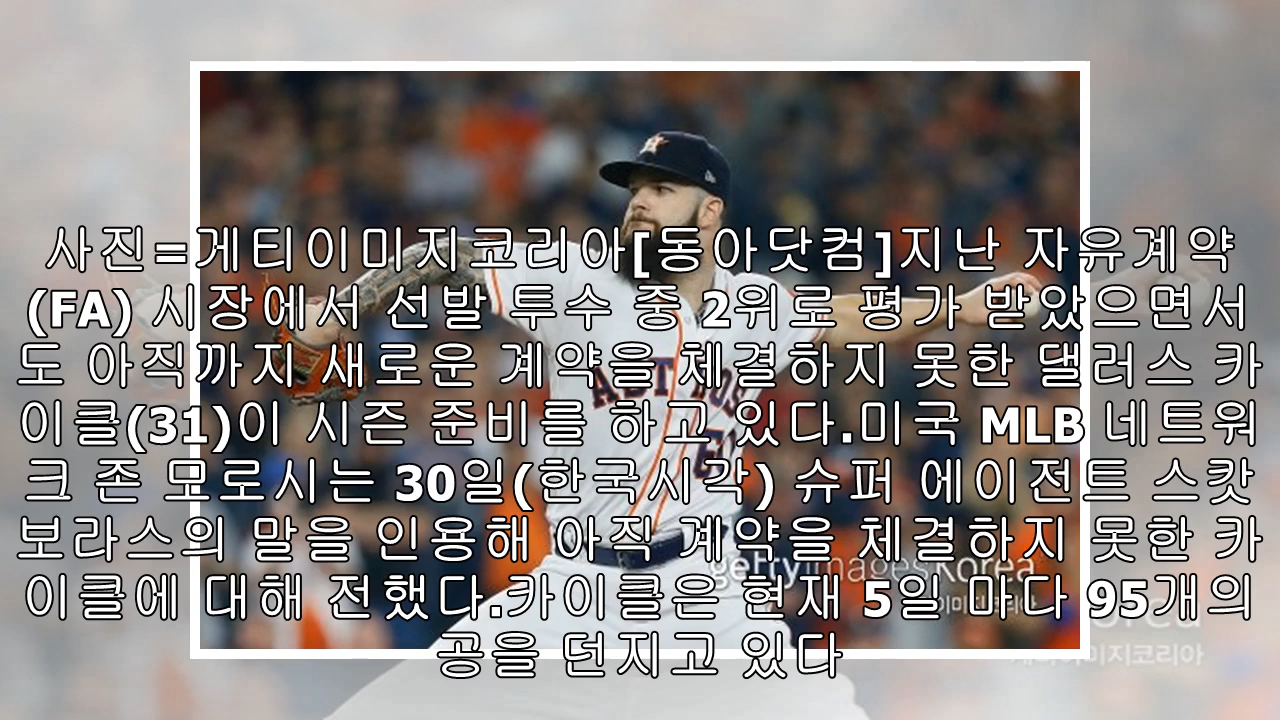 사진=게티이미지코리아[동아닷컴]지난 자유계약
(FA) 시장에서 선발 투수 중 2위로 평가 받았으면서
도 아직까지 새로운 계약을 체결하지 못한 댈러스 카
이클(31)이 시즌 준비를 하고 있다.미국 MLB 네트워
크 존 모로시는 30일(한국시각) 슈퍼 에이전트 스캇
보라스의 말을 인용해 아직 계약을 체결하지 못한 카
이클에 대해 전했다.카이클은 현재 5일 마다 95개의
공을 던지고 있다
gettyimages Korea